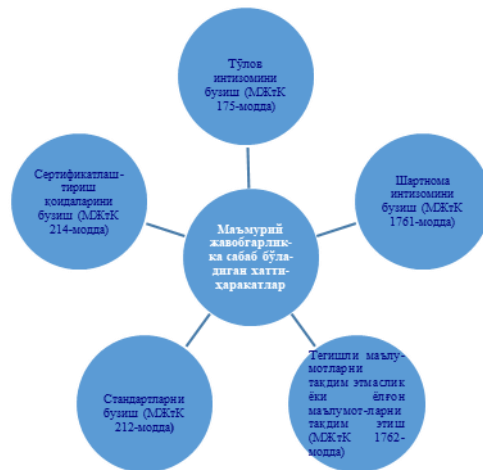 Тўлов
интизомини
бузиш (МЖтК
175-модда)
Сертификатлаш-
тириш
қоидаларини
бузиш (МЖтК
214-модда)
Шартнома
интизомини
бузиш (МЖтК
1761-модда)
Маъмурий
жавобгарлик-
ка сабаб бўла-
диган хатти-
ҳаракатлар
Стандартларни
бузиш (МЖтК
212-модда)
Тегишли маълу-
мотларни
тақдим этмаслик
ёки ёлғон
маълумот-ларни
тақдим этиш
(МЖтК 1762-
модда)